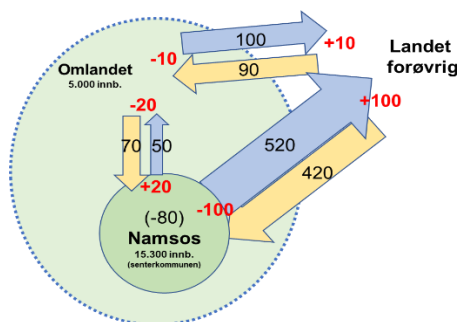 100
+10
-10
90
Landet
forøvrig
Omlandet
5.000 innb.
-20
+100
70
50
520
420
+20
-100
(-80)
Namsos
15.300 innb.
(senterkommunen)